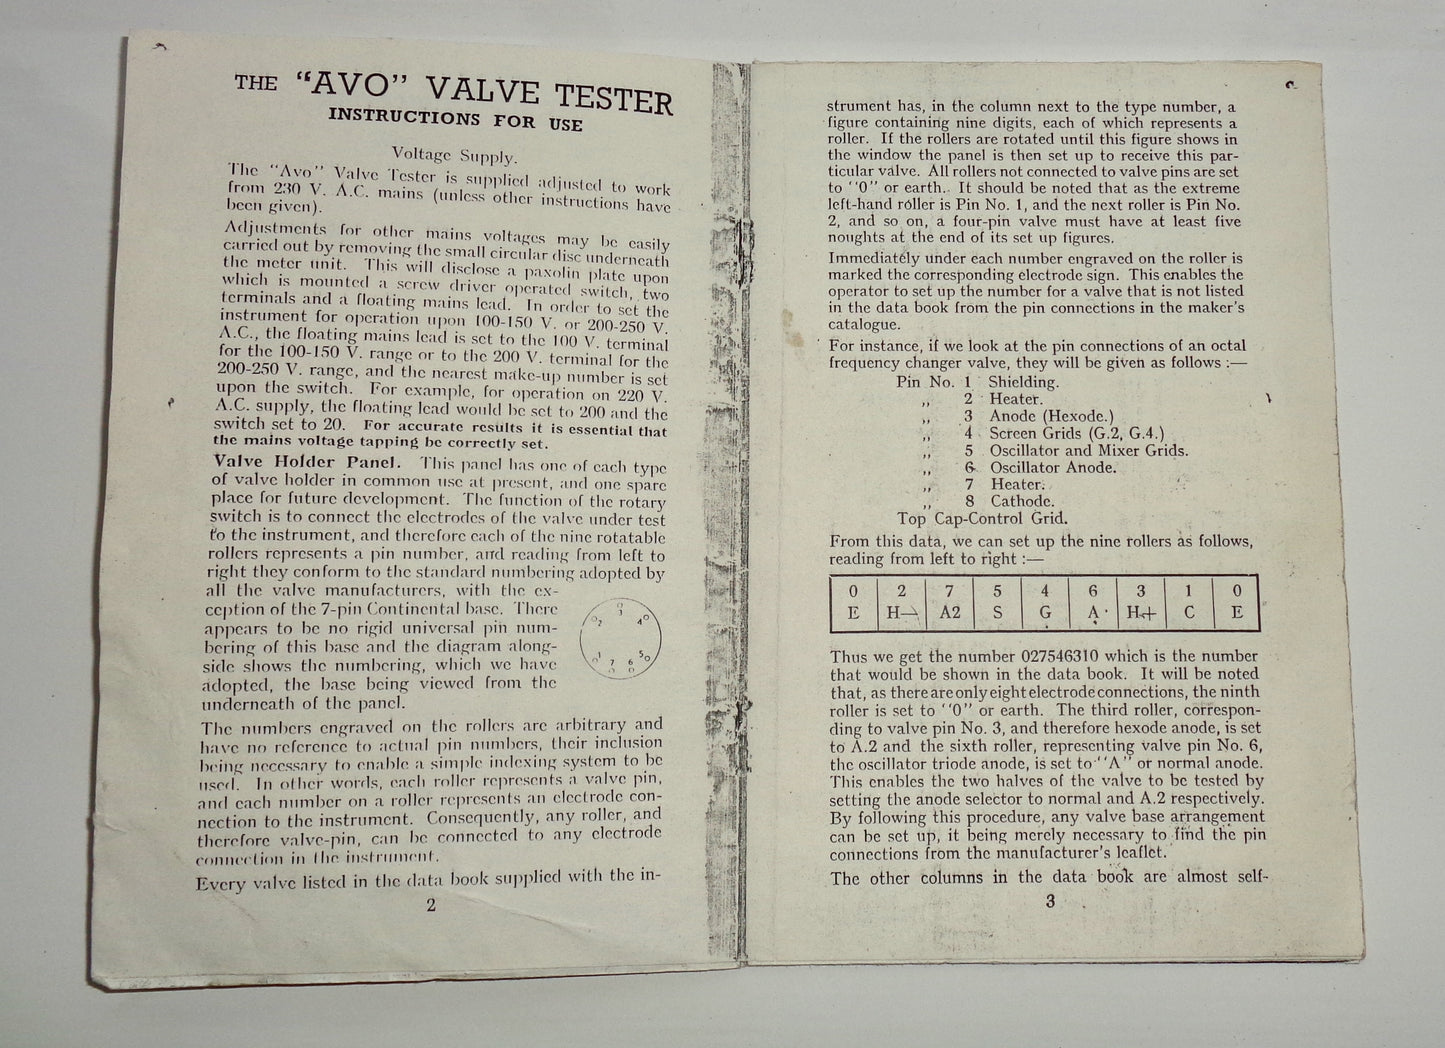 THE "AVO" VALVE TESTER
INSTRUCTIONS FOR USE
Voltage Supply.
The "Avo" Valve Tester is supplied adjusted to work
from 230 V. A.C. mains (unless other instructions have
been given).
Adjustments for other mains voltages may be easily
carried out by removing the small circular disc underneath
the meter unit. This will disclose a paxolin plate upon
which is mounted a screw driver operated switch, two
terminals and a floating mains lead. In order to set the
instrument for operation upon 100-150 V. or 200-250 V.
A.C., the floating mains lead is set to the 100 V. terminal
for the 100-150 V. range or to the 200 V. terminal for the
200-250 V. range, and the nearest make-up number is set
upon the switch. For example, for operation on 220 V.
A.C. supply, the floating lead would be set to 200 and the
switch set to 20. For accurate results it is essential that
the mains voltage tapping be correctly set.
Valve Holder Panel. This panel has one of each type
of valve holder in common use at present, and one spare
place for future development. The function of the rotary
switch is to connect the electrodes of the valve under test
to the instrument, and therefore each of the nine rotatable
rollers represents a pin number, and reading from left to
right they conform to the standard numbering adopted by
all the valve manufacturers, with the ex-
ception of the 7-pin Continental base. There
appears to be no rigid universal pin num-
bering of this base and the diagram along-
side shows the numbering, which we have
adopted, the base being viewed from the
underneath of the panel.
3
2 4
1 7 6 5
The numbers engraved on the rollers are arbitrary and
have no reference to actual pin numbers, their inclusion
being necessary to enable a simple indexing system to be
used. In other words, each roller represents a valve pin,
and each number on a roller represents an electrode con-
nection to the instrument. Consequently, any roller, and
therefore valve-pin, can be connected to any electrode
connection in the instrument.
Every valve listed in the data book supplied with the in-
2
strument has, in the column next to the type number, a
figure containing nine digits, each of which represents a
roller. If the rollers are rotated until this figure shows in
the window the panel is then set up to receive this par-
ticular valve. All rollers not connected to valve pins are set
to "0" or earth. It should be noted that as the extreme
left-hand roller is Pin No. 1, and the next roller is Pin No.
2, and so on, a four-pin valve must have at least five
noughts at the end of its set up figures.
Immediately under each number engraved on the roller is
marked the corresponding electrode sign. This enables the
operator to set up the number for a valve that is not listed
in the data book from the pin connections in the maker's
catalogue.
For instance, if we look at the pin connections of an octal
frequency changer valve, they will be given as follows :—
Pin No. 1 Shielding.
,, 2 Heater.
,, 3 Anode (Hexode.)
,, 4 Screen Grids (G.2, G.4.)
,, 5 Oscillator and Mixer Grids.
,, 6 Oscillator Anode.
,, 7 Heater.
,, 8 Cathode.
Top Cap-Control Grid.
From this data, we can set up the nine rollers as follows,
reading from left to right :—
0 2 7 5 4 6 3 1 0
E H— A2 S G A H+ C E
Thus we get the number 027546310 which is the number
that would be shown in the data book. It will be noted
that, as there are only eight electrode connections, the ninth
roller is set to "0" or earth. The third roller, correspon-
ding to valve pin No. 3, and therefore hexode anode, is set
to A.2 and the sixth roller, representing valve pin No. 6,
the oscillator triode anode, is set to "A" or normal anode.
This enables the two halves of the valve to be tested by
setting the anode selector to normal and A.2 respectively.
By following this procedure, any valve base arrangement
can be set up, it being merely necessary to find the pin
connections from the manufacturer's leaflet.
The other columns in the data book are almost self-
3